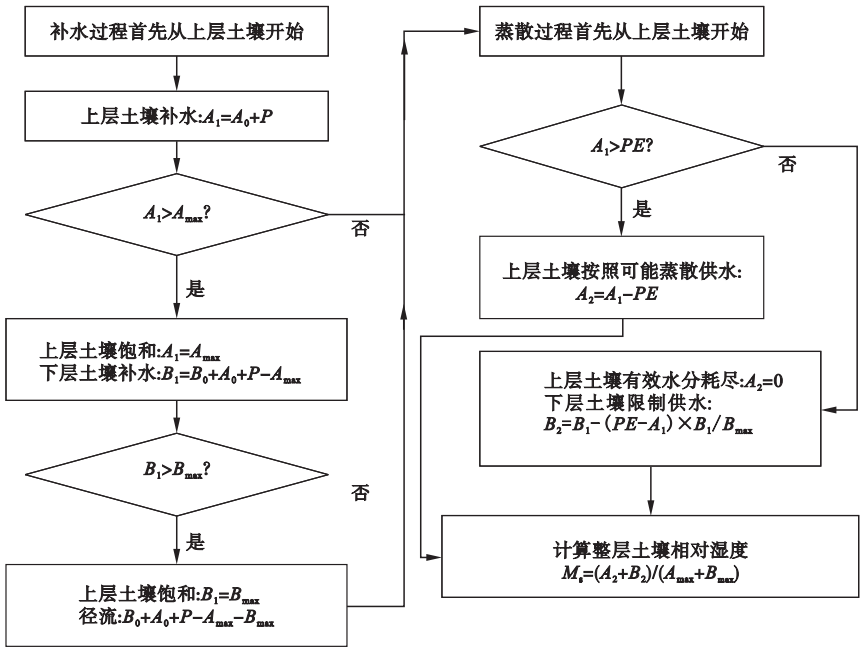 补水过程首先从上层土壤开始
上层土壤补水:A₁=A₀+P
A₁>Amax?
否
是
上层土壤饱和:A₁=Amax
下层土壤补水:B₁=B₀+A₀+P−Amax
B₁>Bmax?
否
是
上层土壤饱和:B₁=Bmax
径流:B₀+A₀+P−Amax−Bmax
蒸散过程首先从上层土壤开始
A₁>PE?
否
是
上层土壤按照可能蒸散供水:
A₂=A₁−PE
上层土壤有效水分耗尽:A₂=0
下层土壤限制供水:
B₂=B₁−(PE−A₁)×B₁/Bmax
计算整层土壤相对湿度
Ms=(A₂+B₂)/(Amax+Bmax)